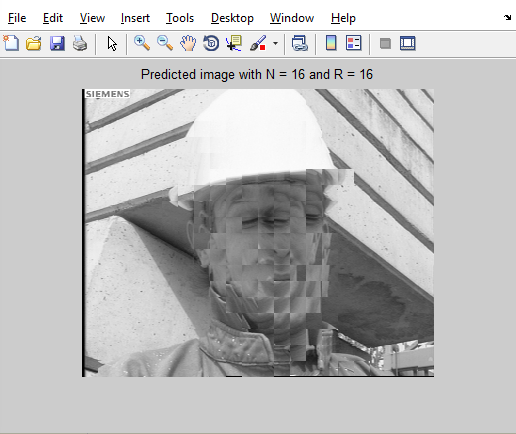 File Edit View Insert Tools Desktop Window Help
Predicted image with N = 16 and R = 16
SIEMENS